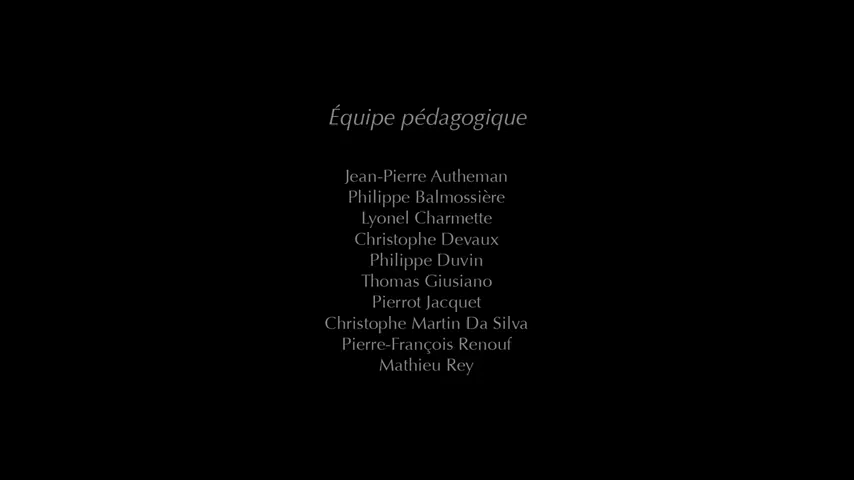 Équipe pédagogique
Jean-Pierre Autheman
Philippe Balmossière
Lyonel Charmette
Christophe Devaux
Philippe Duvin
Thomas Giusiano
Pierrot Jacquet
Christophe Martin Da Silva
Pierre-François Renouf
Mathieu Rey